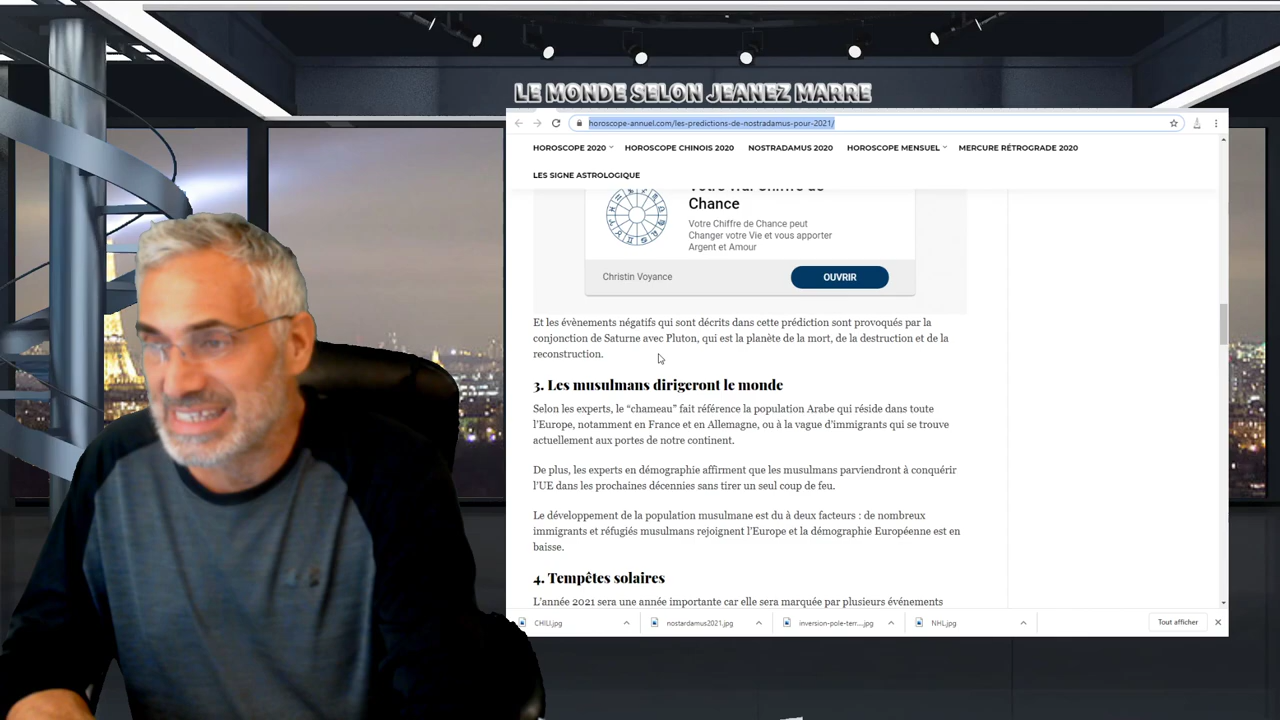 LE MONDE SELON JEANEZ MARRE
horoscope-annuel.com/les-predictions-de-nostradamus-pour-2021/
HOROSCOPE 2020 HOROSCOPE CHINOIS 2020 NOSTRADAMUS 2020 HOROSCOPE MENSUEL MERCURE RÉTROGRADE 2020
LES SIGNE ASTROLOGIQUE
Votre Vrai Chiffre de
Chance
Votre Chiffre de Chance peut
Changer votre Vie et vous apporter
Argent et Amour
Christin Voyance
OUVRIR
Et les évènements négatifs qui sont décrits dans cette prédiction sont provoqués par la
conjonction de Saturne avec Pluton, qui est la planète de la mort, de la destruction et de la
reconstruction.
3. Les musulmans dirigeront le monde
Selon les experts, le “chameau” fait référence la population Arabe qui réside dans toute
l’Europe, notamment en France et en Allemagne, ou à la vague d’immigrants qui se trouve
actuellement aux portes de notre continent.
De plus, les experts en démographie affirment que les musulmans parviendront à conquérir
l’UE dans les prochaines décennies sans tirer un seul coup de feu.
Le développement de la population musulmane est du à deux facteurs : de nombreux
immigrants et réfugiés musulmans rejoignent l’Europe et la démographie Européenne est en
baisse.
4. Tempêtes solaires
L’année 2021 sera une année importante car elle sera marquée par plusieurs événements
CHILI.jpg nostardamus2021.jpg inversion-pole-terr....jpg NHL.jpg Tout afficher